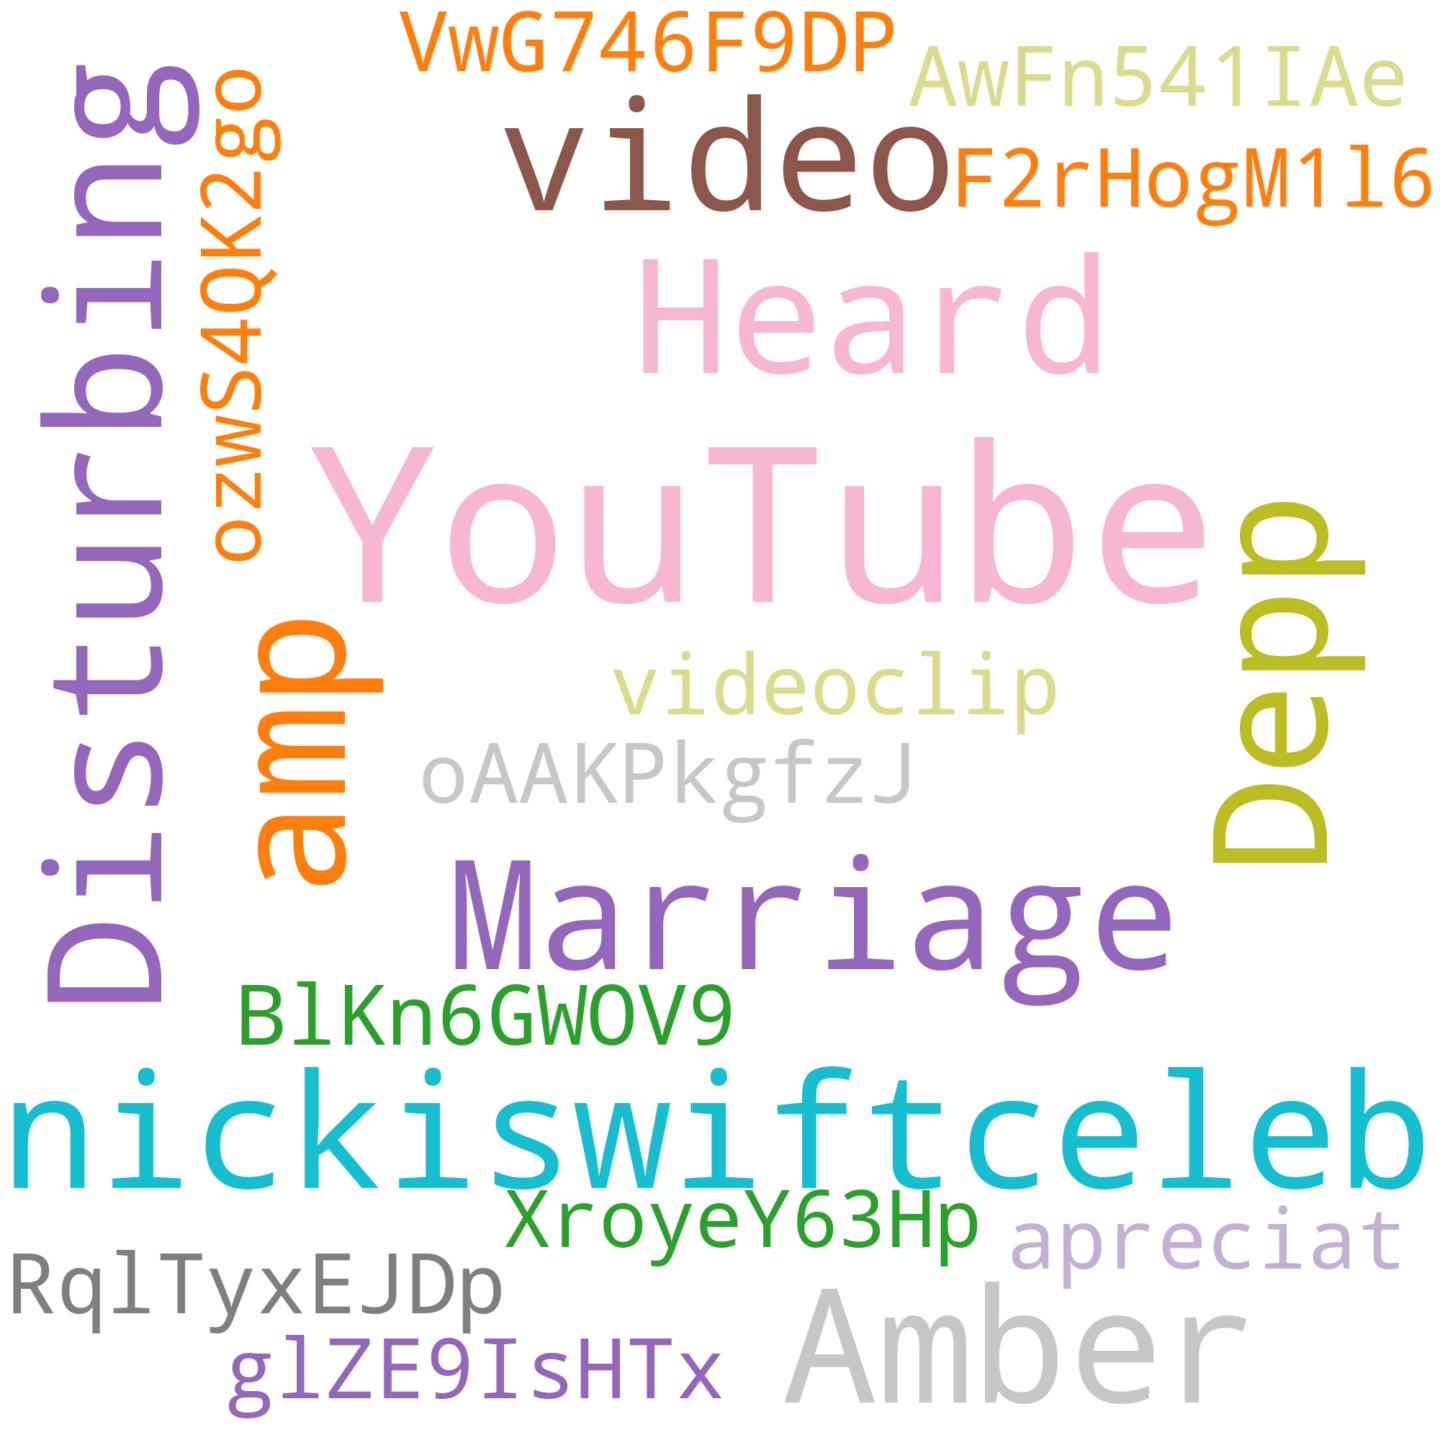 VwG746F9DP
AwFn541IAe
video
F2rHogM1l6
Disturbing
ozwS4QK2go
Heard
YouTube
Depp
amp
videoclip
oAAKPkgfzJ
Marriage
BlKn6GWOV9
nickiswiftceleb
XroyeY63Hp
apreciat
RqlTyxEJDp
Amber
glZE9IsHTx